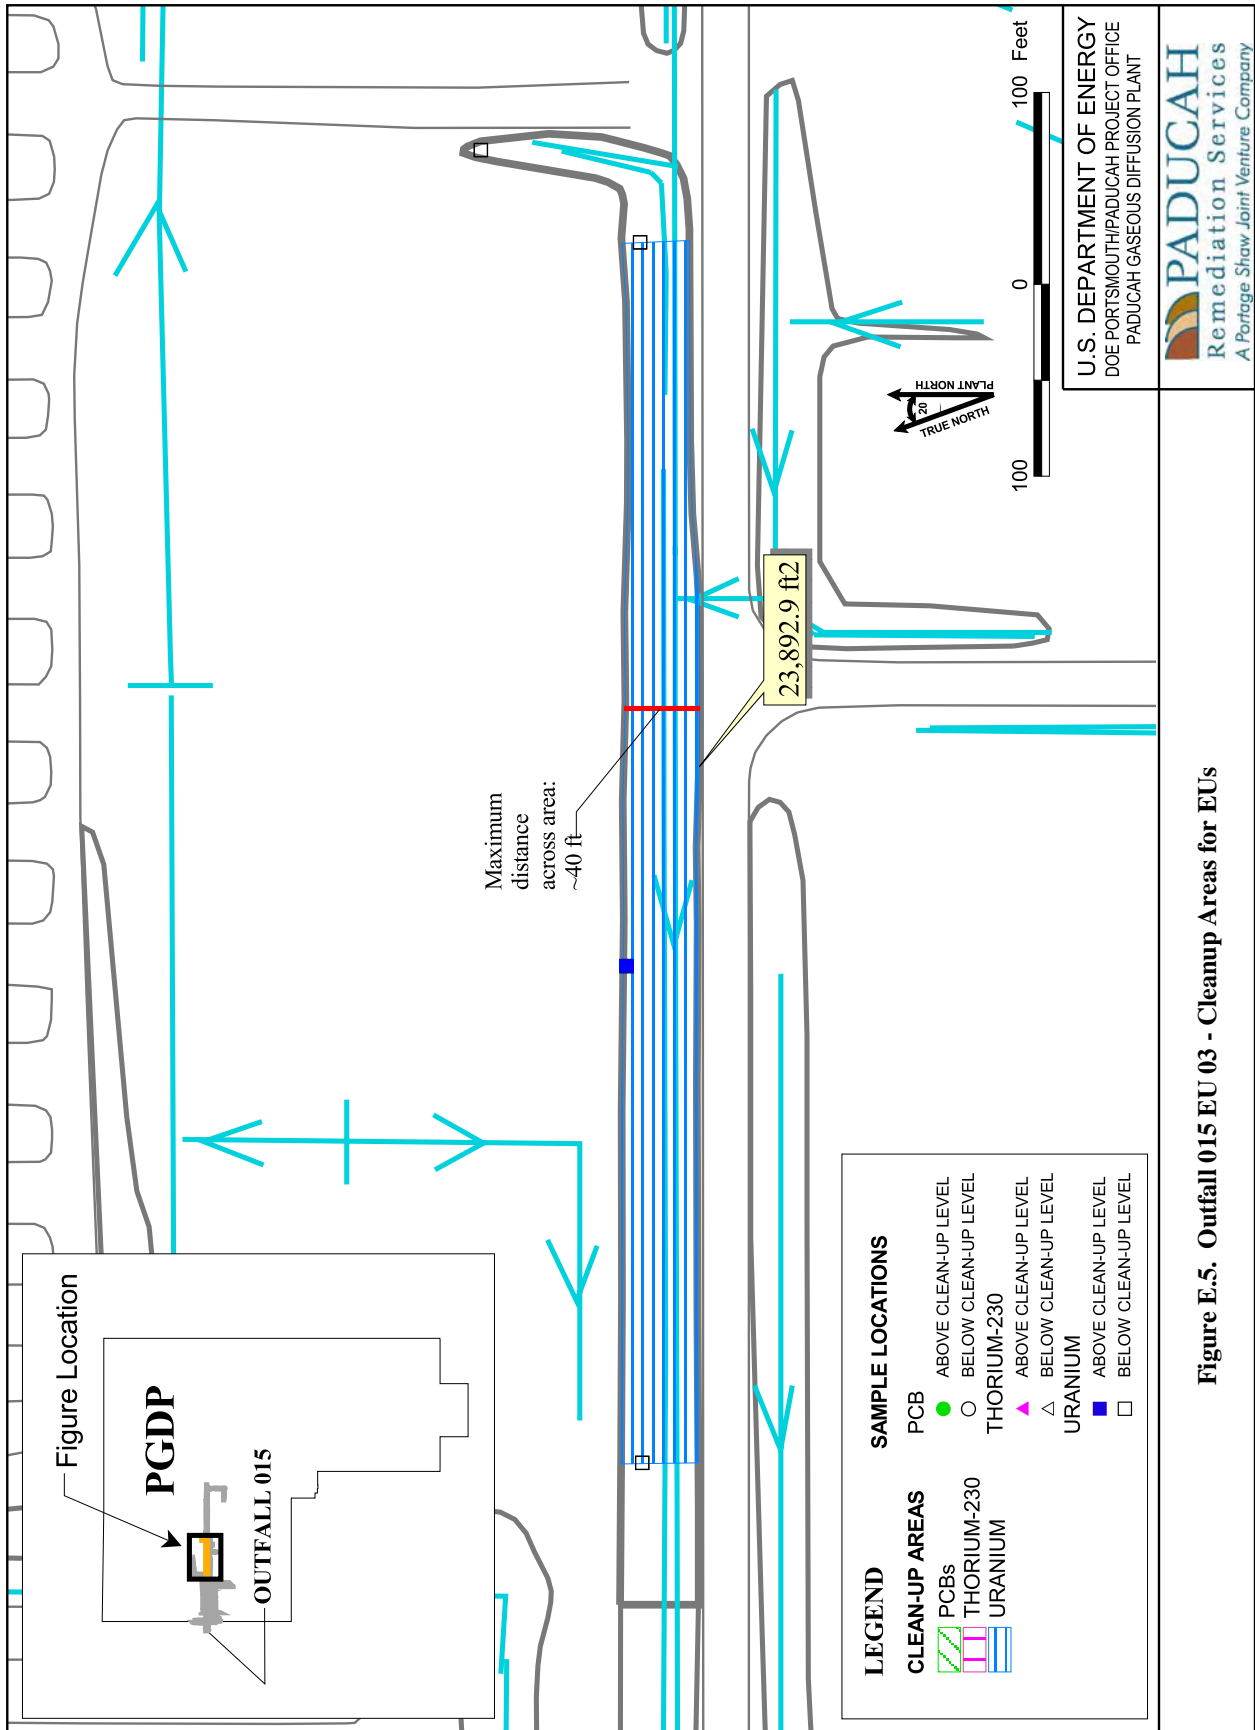 Figure Location
PGDP
OUTFALL 015
Maximum
distance
across area:
~40 ft
23,892.9 ft2
LEGEND
CLEAN-UP AREAS
PCBs
THORIUM-230
URANIUM
SAMPLE LOCATIONS
PCB
ABOVE CLEAN-UP LEVEL
BELOW CLEAN-UP LEVEL
THORIUM-230
ABOVE CLEAN-UP LEVEL
BELOW CLEAN-UP LEVEL
URANIUM
ABOVE CLEAN-UP LEVEL
BELOW CLEAN-UP LEVEL
TRUE NORTH
20
PLANT NORTH
100 0 100 Feet
U.S. DEPARTMENT OF ENERGY
DOE PORTSMOUTH/PADUCAH PROJECT OFFICE
PADUCAH GASEOUS DIFFUSION PLANT
PADUCAH
Remediation Services
A Portage Shaw Joint Venture Company
Figure E.5. Outfall 015 EU 03 - Cleanup Areas for EUs